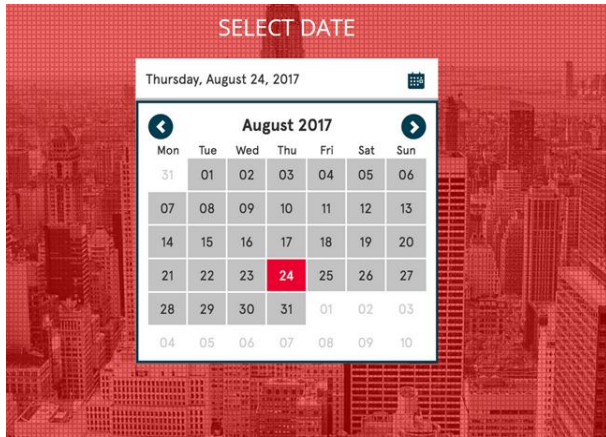 SELECT DATE
Thursday, August 24, 2017
August 2017
Mon Tue Wed Thu Fri Sat Sun
31 01 02 03 04 05 06
07 08 09 10 11 12 13
14 15 16 17 18 19 20
21 22 23 24 25 26 27
28 29 30 31 01 02 03
04 05 06 07 08 09 10